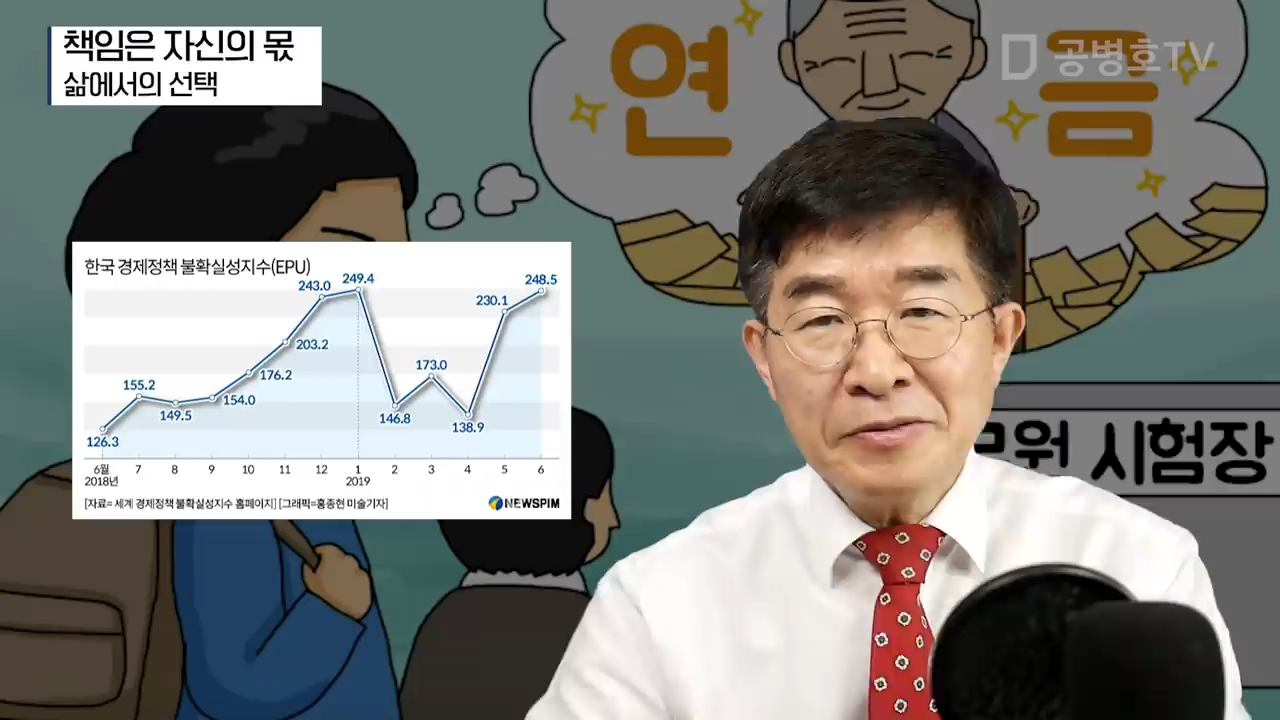 책임은 자신의 몫
삶에서의 선택
연금
공병호TV
한국 경제정책 불확실성지수(EPU)
126.3
155.2
149.5
154.0
176.2
203.2
243.0
249.4
146.8
173.0
138.9
230.1
248.5
6월 7 8 9 10 11 12 1 2 3 4 5 6
2018년 2019
[자료= 세계 경제정책 불확실성지수 홈페이지] [그래픽=홍종현 미술기자]
NEWSPIM
시험장